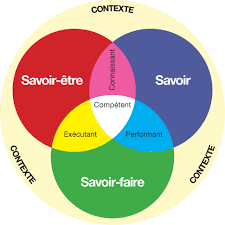 CONTEXTE
Savoir-être
Connaissant
Savoir
Compétent
Exécutant
Performant
CONTEXTE
CONTEXTE
Savoir-faire